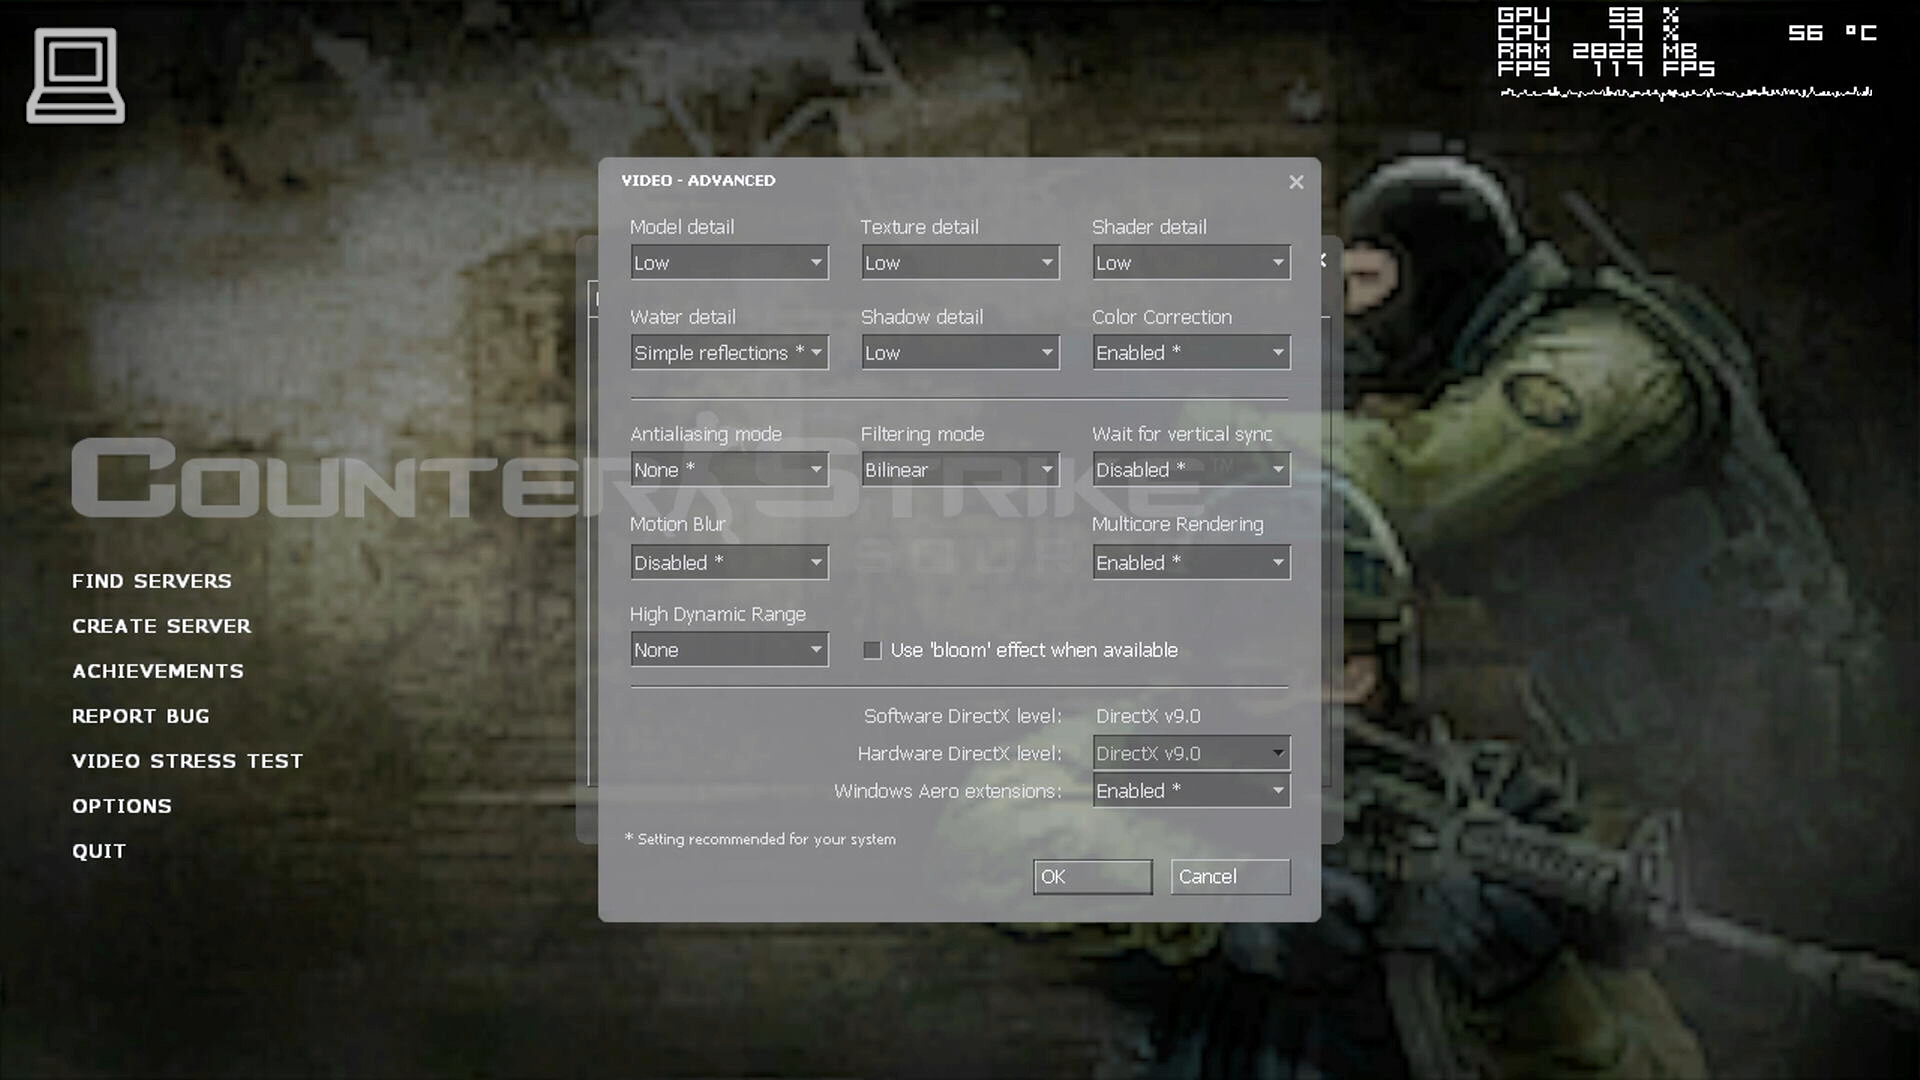 GPU 53 %
CPU 77 % 56 °C
RAM 2822 MB
FPS 117 FPS
VIDEO - ADVANCED
Model detail Texture detail Shader detail
Low Low Low
Water detail Shadow detail Color Correction
Simple reflections * Low Enabled *
Antialiasing mode Filtering mode Wait for vertical sync
None * Bilinear Disabled *
COUNTER STRIKE™
Motion Blur Multicore Rendering
Disabled * Enabled *
High Dynamic Range
None Use 'bloom' effect when available
Software DirectX level: DirectX v9.0
Hardware DirectX level: DirectX v9.0
Windows Aero extensions: Enabled *
* Setting recommended for your system
OK Cancel
FIND SERVERS
CREATE SERVER
ACHIEVEMENTS
REPORT BUG
VIDEO STRESS TEST
OPTIONS
QUIT